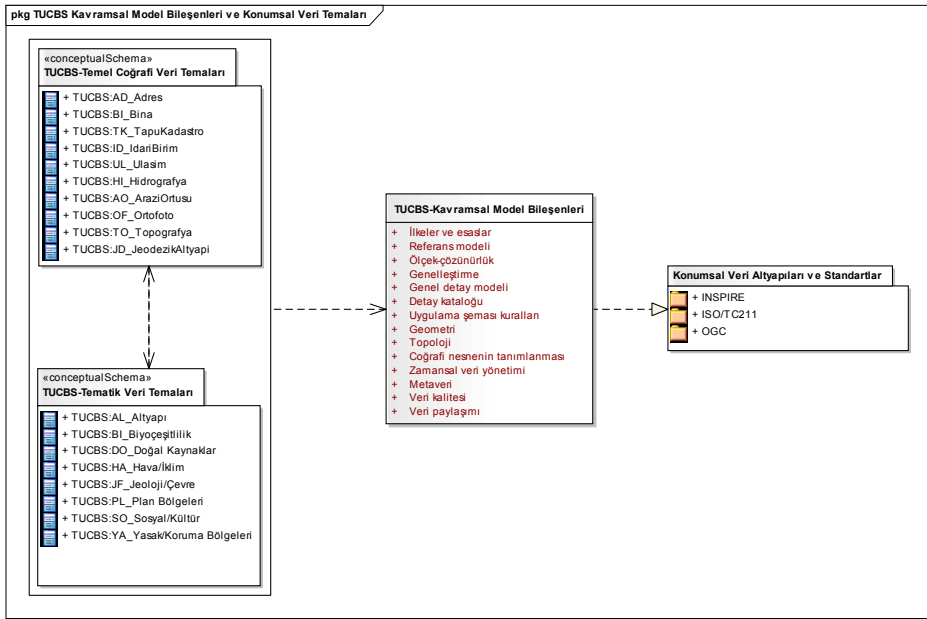 pkg TUCBS Kavramsal Model Bileşenleri ve Konumsal Veri Temaları
«conceptualSchema»
TUCBS-Temel Coğrafi Veri Temaları
+ TUCBS:AD_Adres
+ TUCBS:BI_Bina
+ TUCBS:TK_TapuKadastro
+ TUCBS:ID_IdariBirim
+ TUCBS:UL_Ulasim
+ TUCBS:HI_Hidrografya
+ TUCBS:AO_AraziOrtusu
+ TUCBS:OF_Ortofoto
+ TUCBS:TO_Topografya
+ TUCBS:JD_JeodezikAltyapi
«conceptualSchema»
TUCBS-Tematik Veri Temaları
+ TUCBS:AL_Altyapı
+ TUCBS:BI_Biyoçeşitlilik
+ TUCBS:DO_Doğal Kaynaklar
+ TUCBS:HA_Hava/İklim
+ TUCBS:JF_Jeoloji/Çevre
+ TUCBS:PL_Plan Bölgeleri
+ TUCBS:SO_Sosyal/Kültür
+ TUCBS:YA_Yasak/Koruma Bölgeleri
TUCBS-Kavramsal Model Bileşenleri
+ İlkeler ve esaslar
+ Referans modeli
+ Ölçek-çözünürlük
+ Genelleştirme
+ Genel detay modeli
+ Detay kataloğu
+ Uygulama şeması kuralları
+ Geometri
+ Topoloji
+ Coğrafi nesnenin tanımlanması
+ Zamansal veri yönetimi
+ Metaveri
+ Veri kalitesi
+ Veri paylaşımı
Konumsal Veri Altyapıları ve Standartlar
+ INSPIRE
+ ISO/TC211
+ OGC